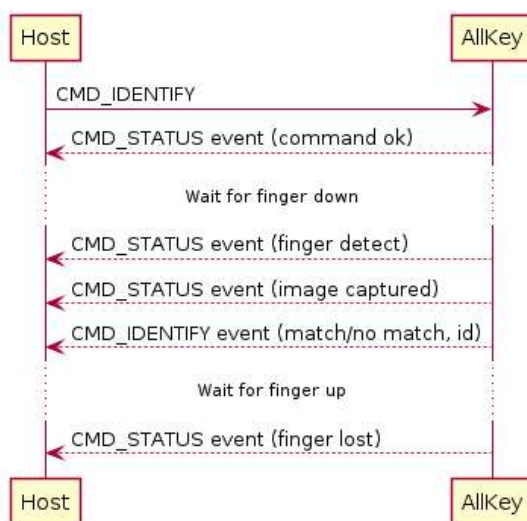 Host AllKey
CMD_IDENTIFY
CMD_STATUS event (command ok)
Wait for finger down
CMD_STATUS event (finger detect)
CMD_STATUS event (image captured)
CMD_IDENTIFY event (match/no match, id)
Wait for finger up
CMD_STATUS event (finger lost)
Host AllKey